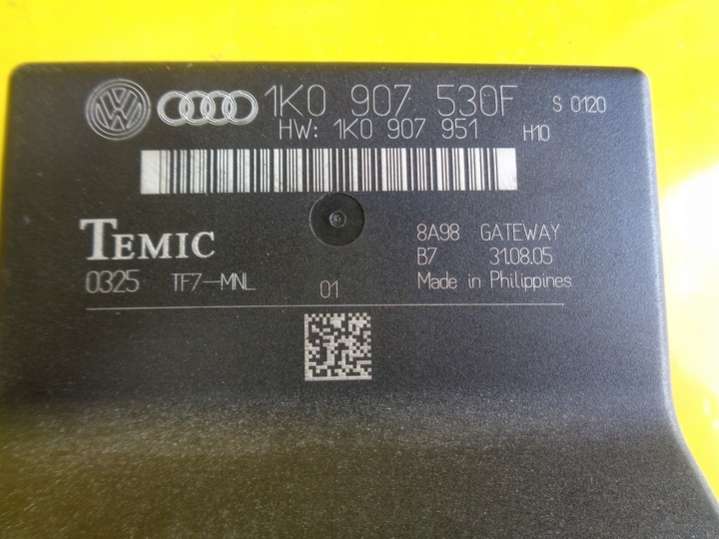 1K0 907 530F S 0120
HW: 1K0 907 951 H10
TEMIC
8A98 GATEWAY
B7 31.08.05
0325 TF7-MNL 01
Made in Philippines